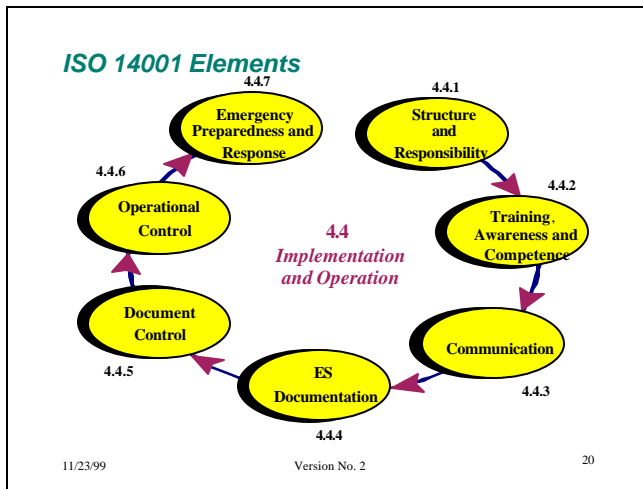 ISO 14001 Elements
4.4.7
Emergency
Preparedness and
Response
4.4.1
Structure
and
Responsibility
4.4.6
Operational
Control
4.4.2
Training,
Awareness and
Competence
4.4
Implementation
and Operation
Document
Control
4.4.5
Communication
4.4.3
ES
Documentation
4.4.4
11/23/99
Version No. 2
20